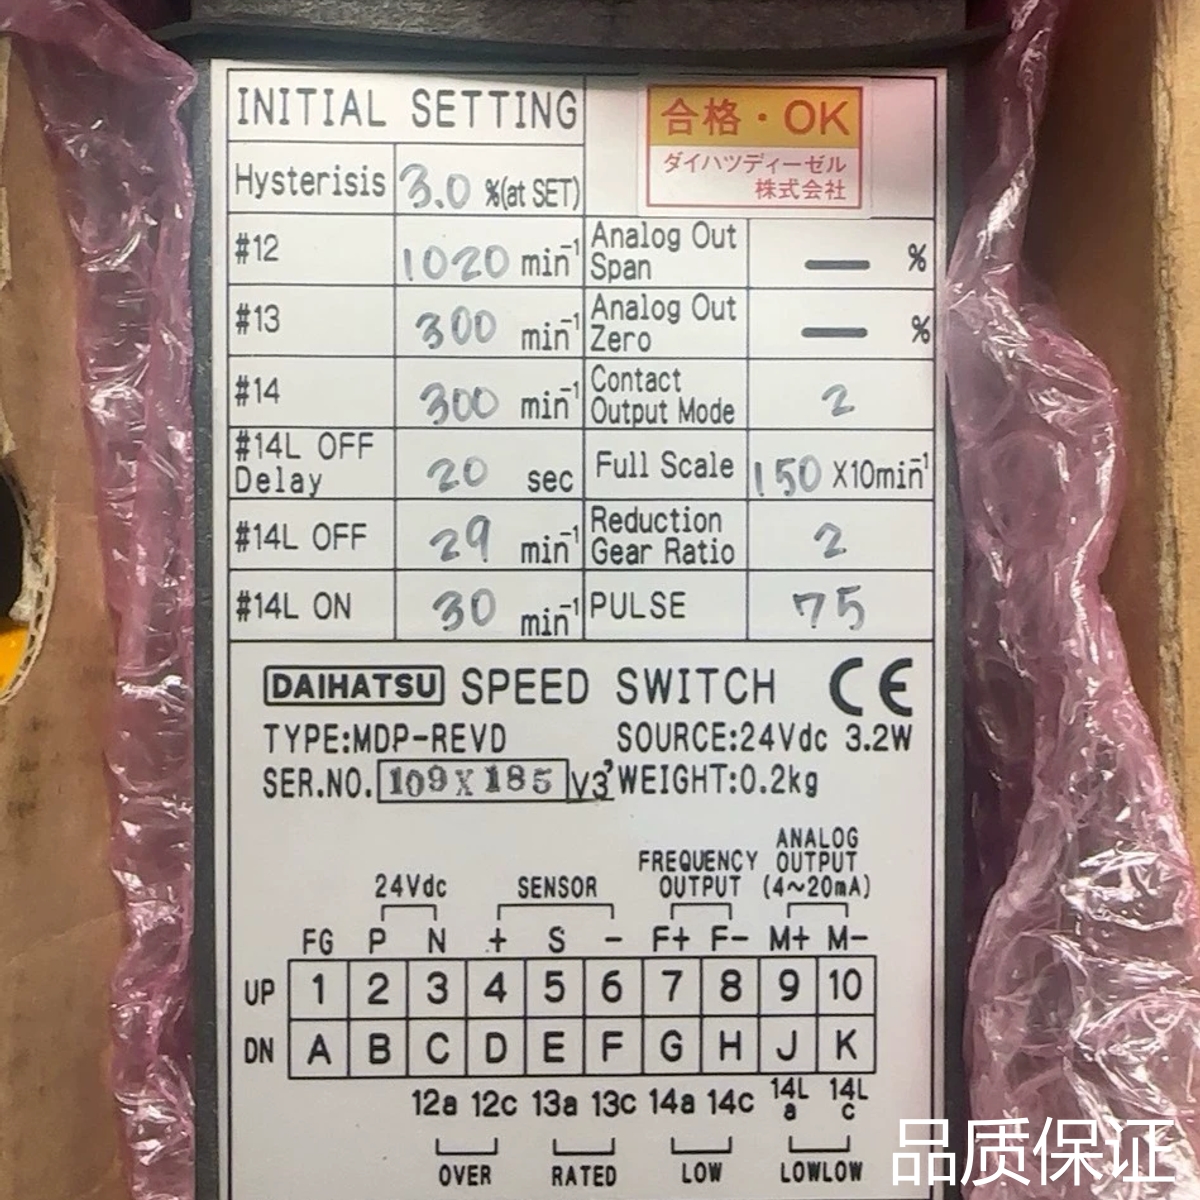 INITIAL SETTING
合格・OK
ダイハツディーゼル
株式会社
Hysterisis 3.0 %(at SET)
#12 1020 min⁻¹ Analog Out Span — %
#13 300 min⁻¹ Analog Out Zero — %
#14 300 min⁻¹ Contact Output Mode 2
#14L OFF Delay 20 sec Full Scale 150 X10min⁻¹
#14L OFF 29 min⁻¹ Reduction Gear Ratio 2
#14L ON 30 min⁻¹ PULSE 75
DAIHATSU SPEED SWITCH CE
TYPE:MDP-REVD SOURCE:24Vdc 3.2W
SER.NO. 109X185 V3' WEIGHT:0.2kg
ANALOG
FREQUENCY OUTPUT
24Vdc SENSOR OUTPUT (4~20mA)
FG P N + S - F+ F- M+ M-
UP 1 2 3 4 5 6 7 8 9 10
DN A B C D E F G H J K
12a 12c 13a 13c 14a 14c 14La 14Lc
OVER RATED LOW LOWLOW
品质保证